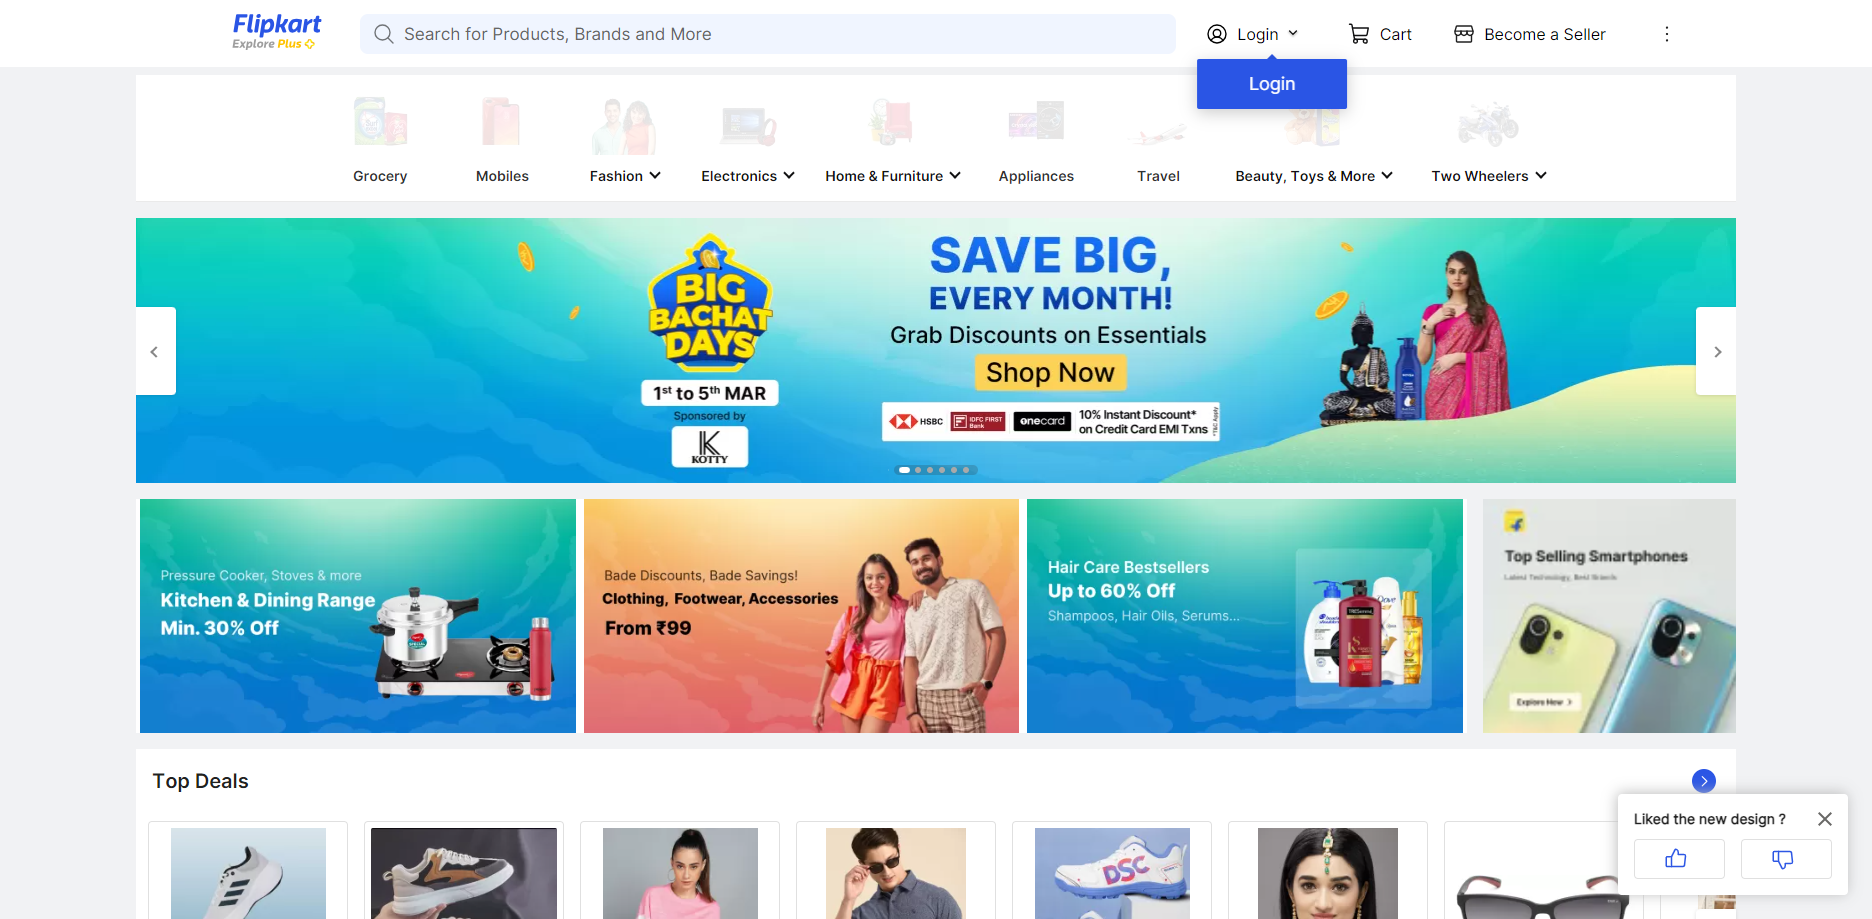 Flipkart
Explore Plus
Search for Products, Brands and More
Login
Cart
Become a Seller
Login
Grocery
Mobiles
Fashion
Electronics
Home & Furniture
Appliances
Travel
Beauty, Toys & More
Two Wheelers
BIG
BACHAT
DAYS
1st to 5th MAR
Sponsored by
K
KOTTY
SAVE BIG,
EVERY MONTH!
Grab Discounts on Essentials
Shop Now
HSBC
IDFC FIRST
Bank
onecard
10% Instant Discount*
on Credit Card EMI Txns
*T&C Apply
NIVEA
Pressure Cooker, Stoves & more
Kitchen & Dining Range
Min. 30% Off
Bade Discounts, Bade Savings!
Clothing, Footwear, Accessories
From ₹99
Hair Care Bestsellers
Up to 60% Off
Shampoos, Hair Oils, Serums...
Dove
Top Selling Smartphones
Latest Technology, Best Brands
Explore Now
Top Deals
DSC
Liked the new design ?